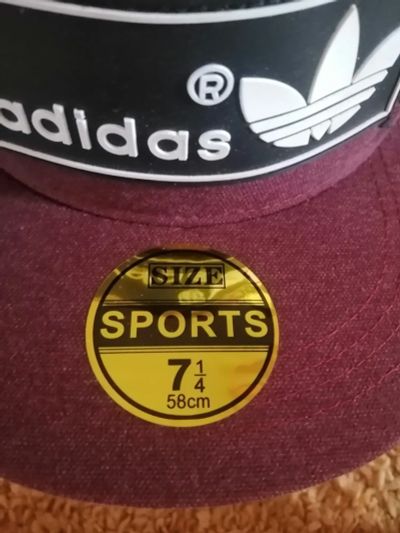 ®
adidas
SIZE
SPORTS
7 1/4
58cm